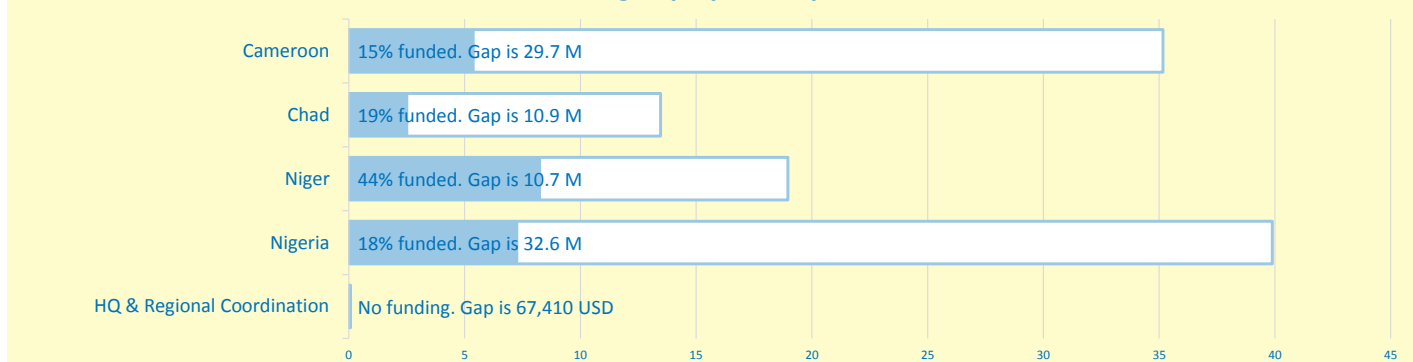 Cameroon 15% funded. Gap is 29.7 M
Chad 19% funded. Gap is 10.9 M
Niger 44% funded. Gap is 10.7 M
Nigeria 18% funded. Gap is 32.6 M
HQ & Regional Coordination No funding. Gap is 67,410 USD
0 5 10 15 20 25 30 35 40 45